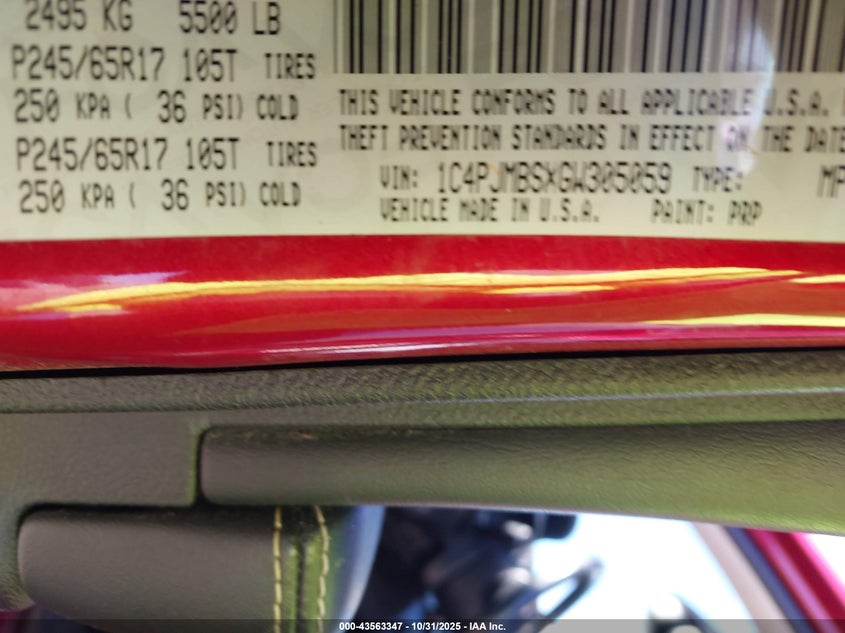 2495 KG 5500 LB
P245/65R17 105T TIRES
250 KPA ( 36 PSI) COLD
P245/65R17 105T TIRES
250 KPA ( 36 PSI) COLD
THIS VEHICLE CONFORMS TO ALL APPLICABLE U.S.A.
THEFT PREVENTION STANDARDS IN EFFECT ON THE DATE
VIN: 1C4PJMBSXGW305059 TYPE: MP
VEHICLE MADE IN U.S.A. PAINT: PRP
000-43563347 - 10/31/2025 - IAA Inc.